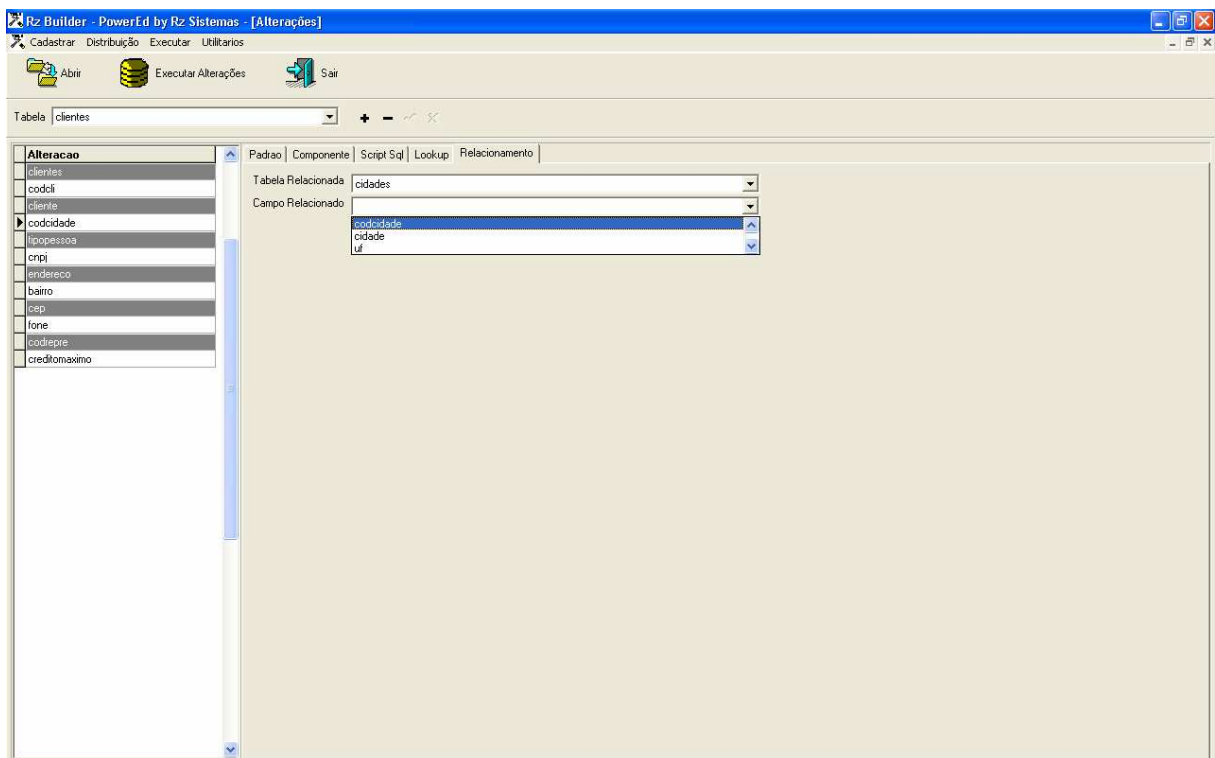 Rz Builder - PowerEd by Rz Sistemas - [Alterações]
Cadastrar Distribuição Executar Utilitarios
Abrir Executar Alterações Sair
Tabela clientes
Alteracao
clientes
codcli
cliente
codcidade
tipopessoa
cnpj
endereco
bairro
cep
fone
codrepre
creditomaximo
Padrao Componente Script Sql Lookup Relacionamento
Tabela Relacionada cidades
Campo Relacionado
codcidade
cidade
uf